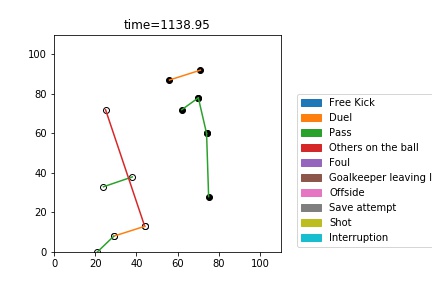 time=1138.95
100
80
60
40
20
0
0 20 40 60 80 100
Free Kick
Duel
Pass
Others on the ball
Foul
Goalkeeper leaving l
Offside
Save attempt
Shot
Interruption